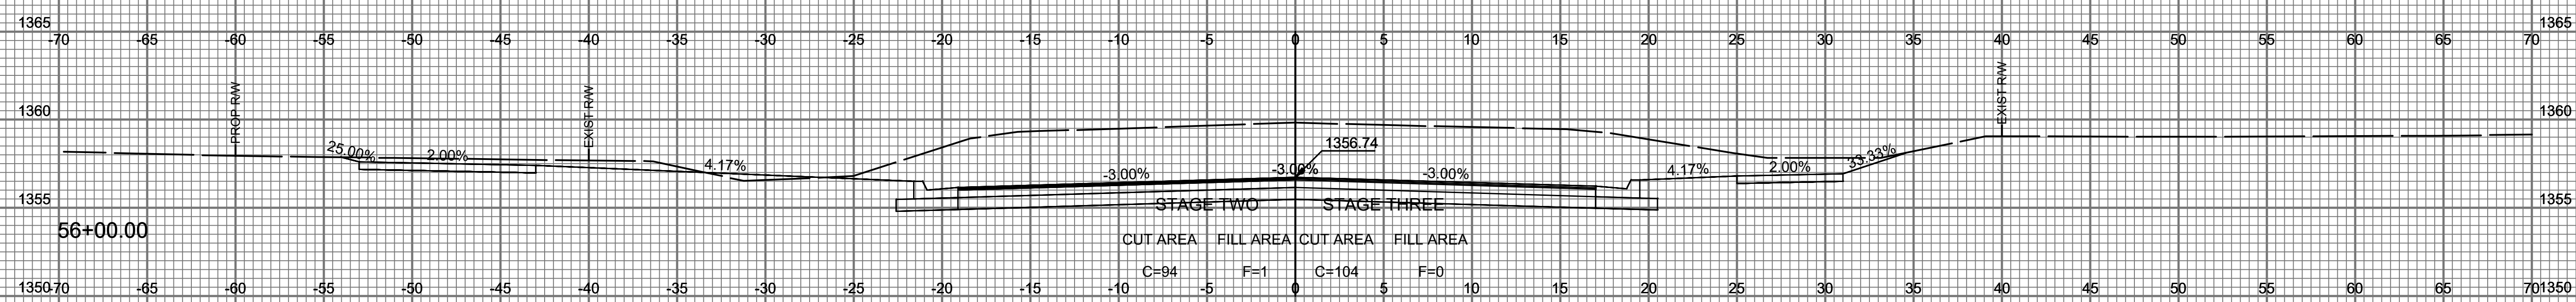 1365 1365
-70 -65 -60 -55 -50 -45 -40 -35 -30 -25 -20 -15 -10 -5 0 5 10 15 20 25 30 35 40 45 50 55 60 65 70
PROP R/W EXIST R/W EXIST R/W
1360 1360
1356.74
25.00% 2.00% 4.17% -3.00% -3.00% -3.00% 4.17% 2.00% 33.33%
1355 1355
STAGE TWO STAGE THREE
56+00.00
CUT AREA FILL AREA CUT AREA FILL AREA
C=94 F=1 C=104 F=0
1350 1350
-70 -65 -60 -55 -50 -45 -40 -35 -30 -25 -20 -15 -10 -5 0 5 10 15 20 25 30 35 40 45 50 55 60 65 70